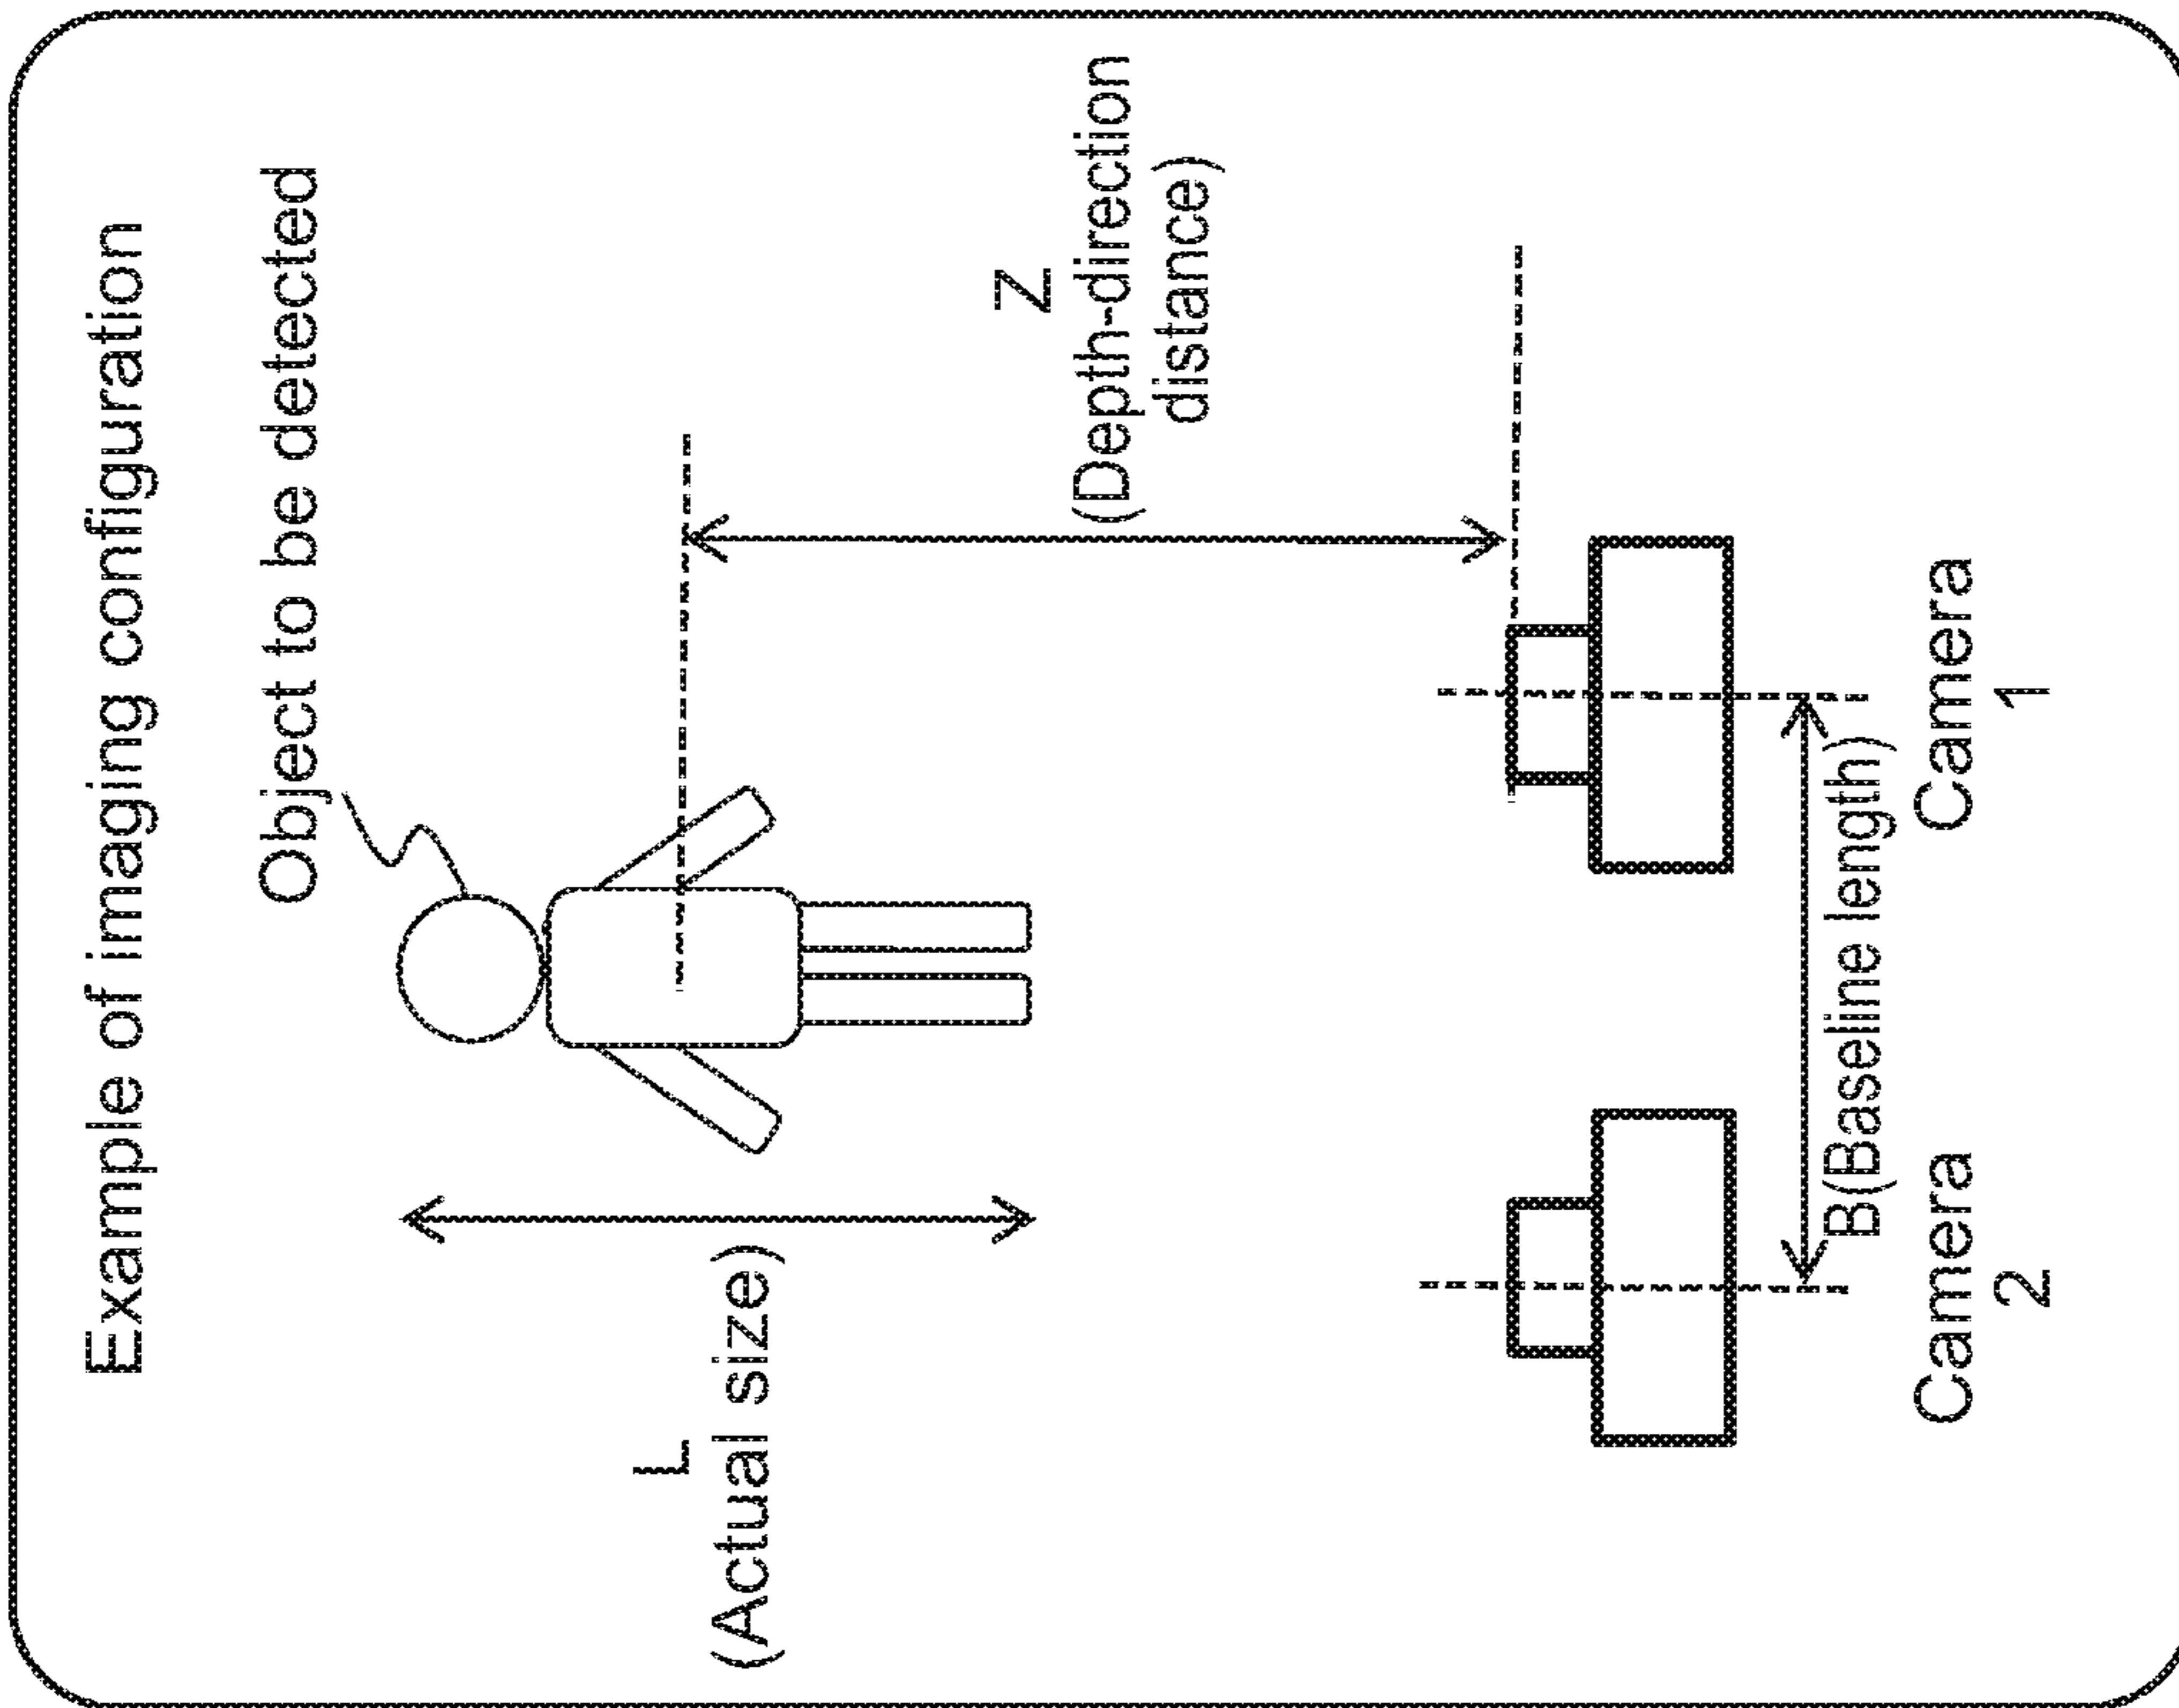 Example of imaging configuration
Object to be detected
L
(Actual size)
Z
(Depth-direction
distance)
B(Baseline length)
Camera
2
Camera
1